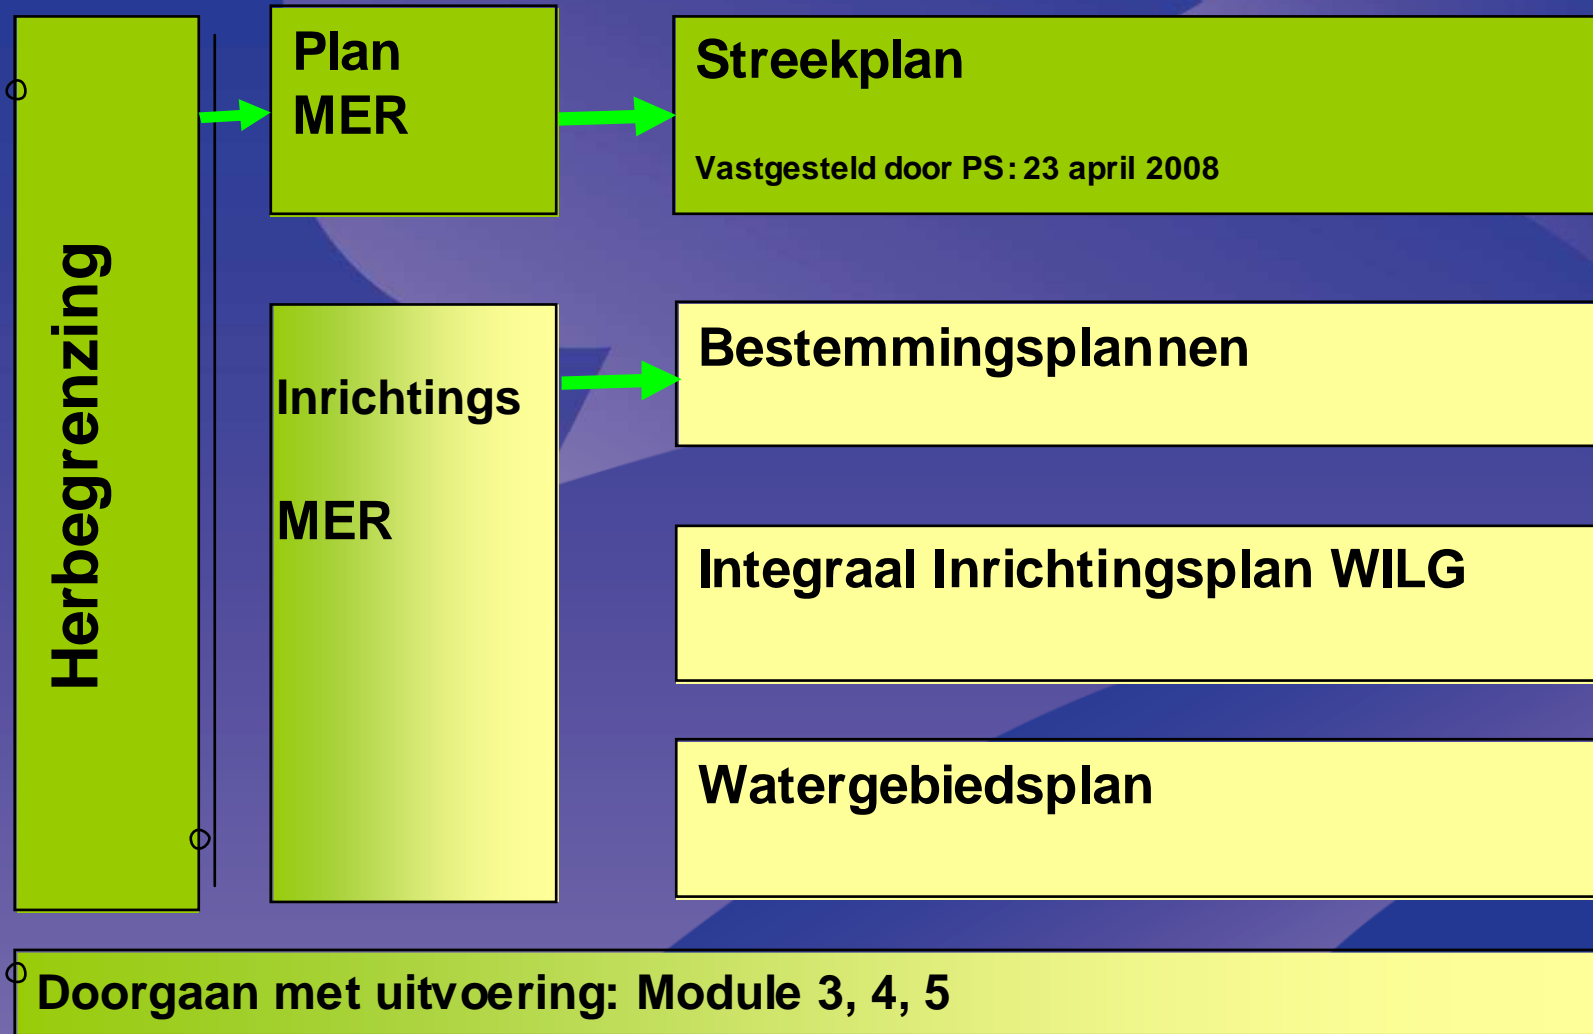 Herbegrenzing
Plan
MER
Streekplan
Vastgesteld door PS: 23 april 2008
Inrichtings
MER
Bestemmingsplannen
Integraal Inrichtingsplan WILG
Watergebiedsplan
Doorgaan met uitvoering: Module 3, 4, 5